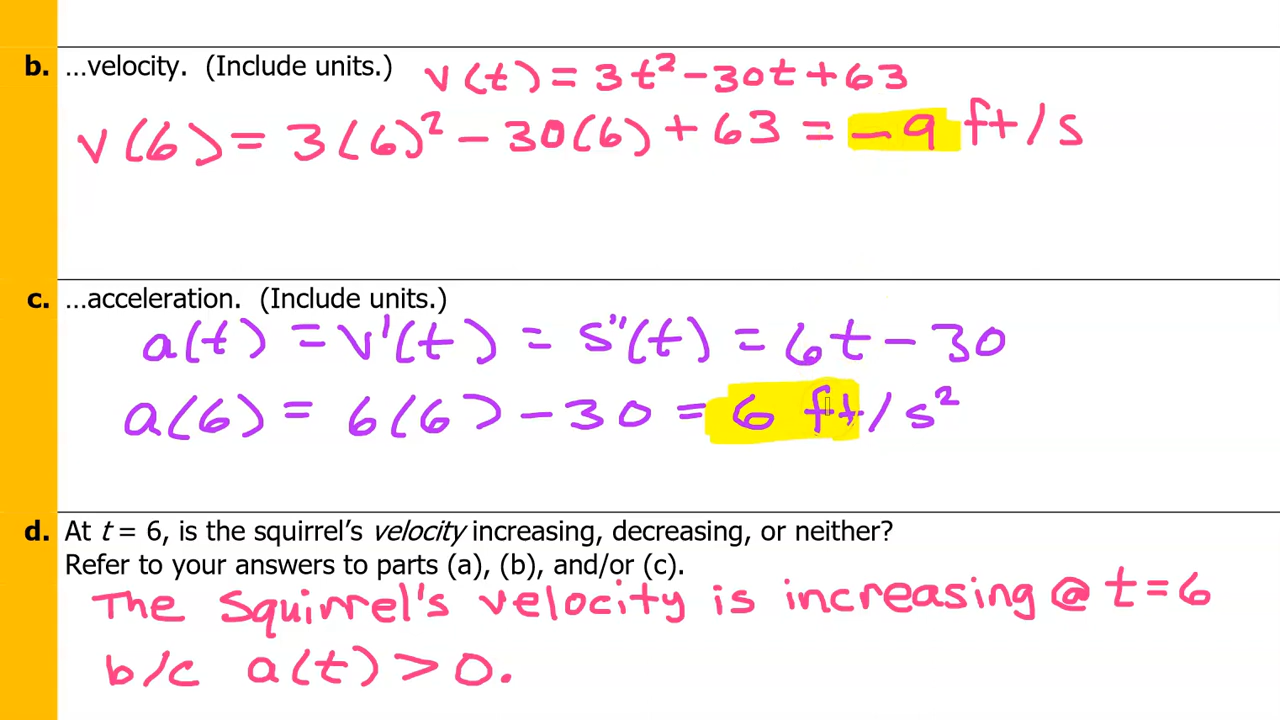 b. …velocity. (Include units.) v(t) = 3t² - 30t + 63
v(6) = 3(6)² - 30(6) + 63 = -9 ft/s
c. …acceleration. (Include units.)
a(t) = v'(t) = s''(t) = 6t - 30
a(6) = 6(6) - 30 = 6 ft/s²
d. At t = 6, is the squirrel’s velocity increasing, decreasing, or neither?
Refer to your answers to parts (a), (b), and/or (c).
The squirrel's velocity is increasing @ t = 6
b/c a(t) > 0.